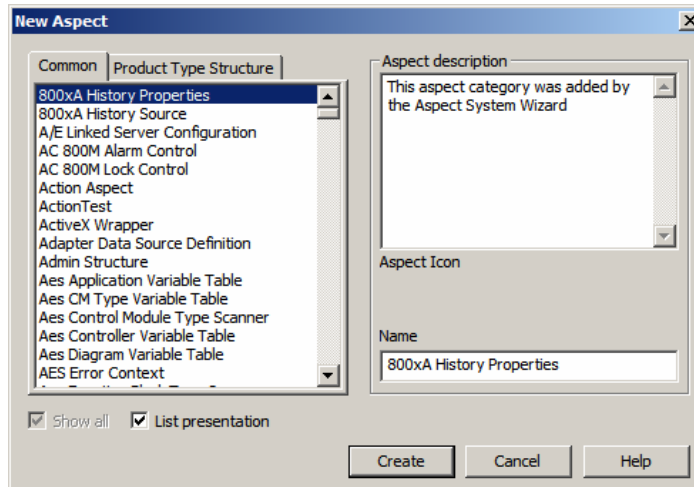 New Aspect
Common
Product Type Structure
800xA History Properties
800xA History Source
A/E Linked Server Configuration
AC 800M Alarm Control
AC 800M Lock Control
Action Aspect
ActionTest
ActiveX Wrapper
Adapter Data Source Definition
Admin Structure
Aes Application Variable Table
Aes CM Type Variable Table
Aes Control Module Type Scanner
Aes Controller Variable Table
Aes Diagram Variable Table
AES Error Context
Aspect description
This aspect category was added by
the Aspect System Wizard
Aspect Icon
Name
800xA History Properties
Show all
List presentation
Create
Cancel
Help